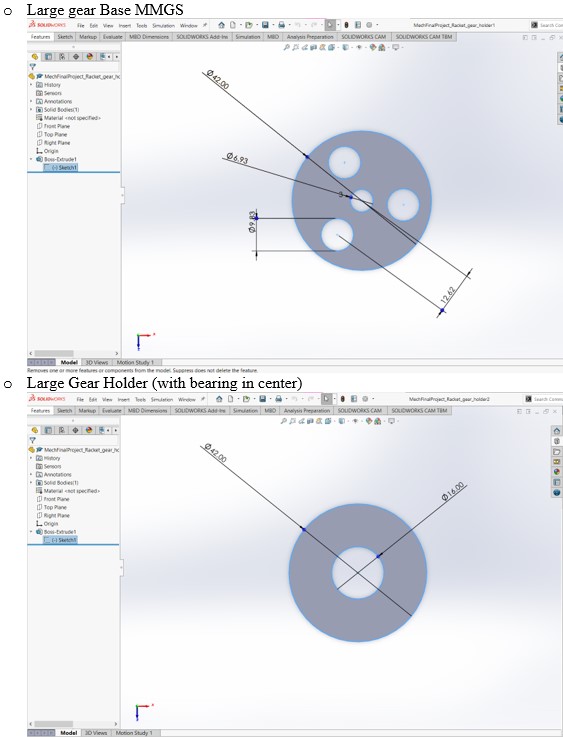 o Large gear Base MMGS
SOLIDWORKS File Edit View Insert Tools Simulation Window MechFinalProject_Racket_gear_holder1 Search Com
Features Sketch Markup Evaluate MBD Dimensions SOLIDWORKS Add-Ins Simulation MBD Analysis Preparation SOLIDWORKS CAM SOLIDWORKS CAM TBM
MechFinalProject_Racket_gear_ho
History
Sensors
Annotations
Solid Bodies(1)
Material <not specified>
Front Plane
Top Plane
Right Plane
Origin
Boss-Extrude1
(-) Sketch1
Ø42.00
Ø6.93
3
Ø9.83
12.62
Model 3D Views Motion Study 1
Removes one or more features or components from the model. Suppress does not delete the feature.
o Large Gear Holder (with bearing in center)
SOLIDWORKS File Edit View Insert Tools Simulation Window MechFinalProject_Racket_gear_holder2 Search Comm
Features Sketch Markup Evaluate MBD Dimensions SOLIDWORKS Add-Ins Simulation MBD Analysis Preparation SOLIDWORKS CAM SOLIDWORKS CAM TBM
MechFinalProject_Racket_gear_ho
History
Sensors
Annotations
Solid Bodies(1)
Material <not specified>
Front Plane
Top Plane
Right Plane
Origin
Boss-Extrude1
(-) Sketch1
Ø42.00
Ø16.00
Model 3D Views Motion Study 1